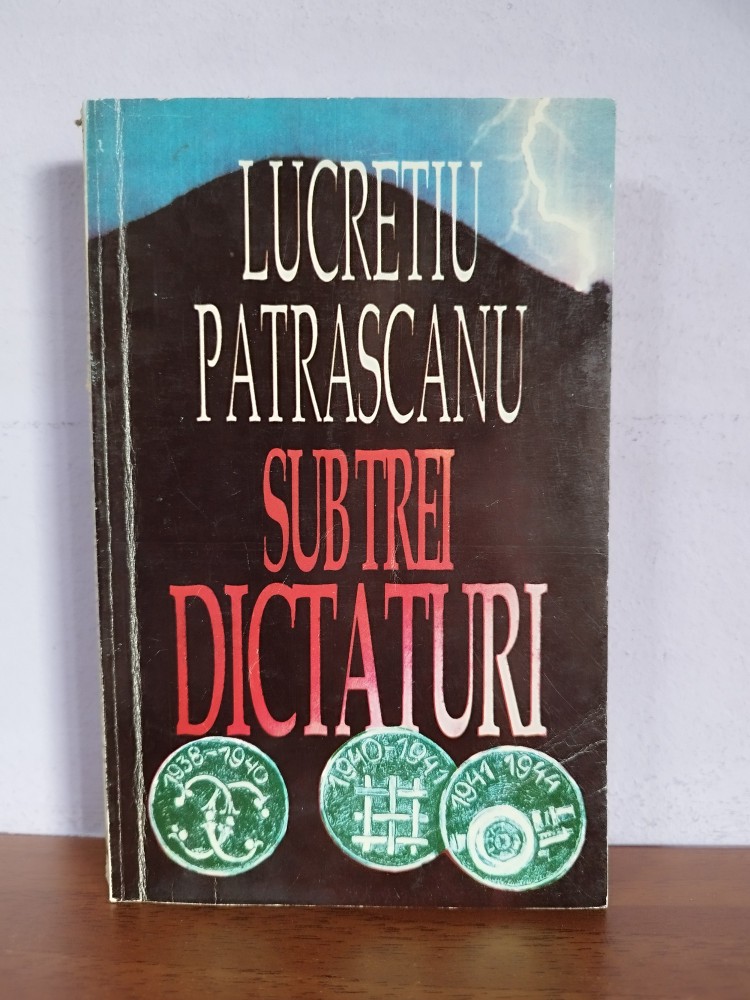 LUCRETIU
PATRASCANU
SUB TREI
DICTATURI
1938-1940
1940-1941
1941 1944